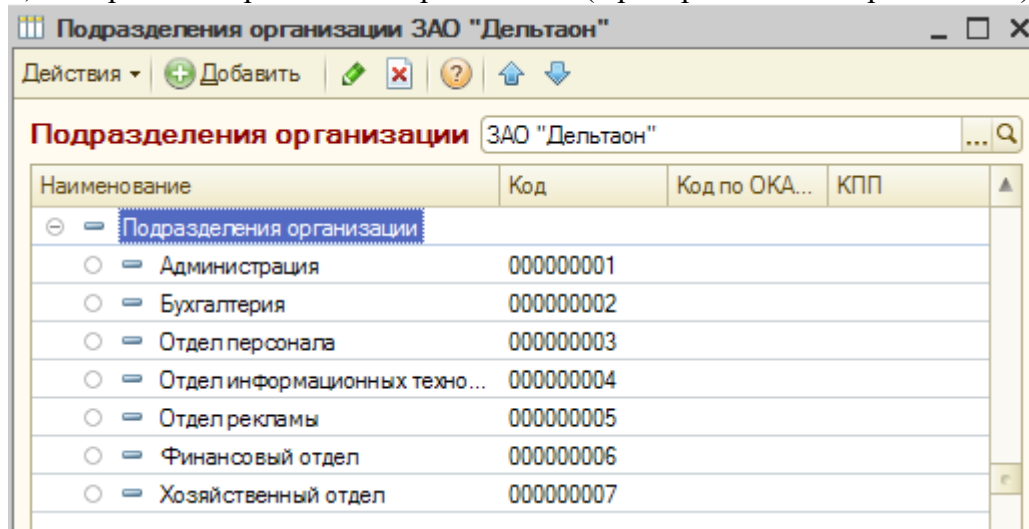 Подразделения организации ЗАО "Дельтаон"
Действия Добавить
Подразделения организации ЗАО "Дельтаон" ...
Наименование Код Код по ОКА... КПП
Подразделения организации
Администрация 000000001
Бухгалтерия 000000002
Отдел персонала 000000003
Отдел информационных техно... 000000004
Отдел рекламы 000000005
Финансовый отдел 000000006
Хозяйственный отдел 000000007